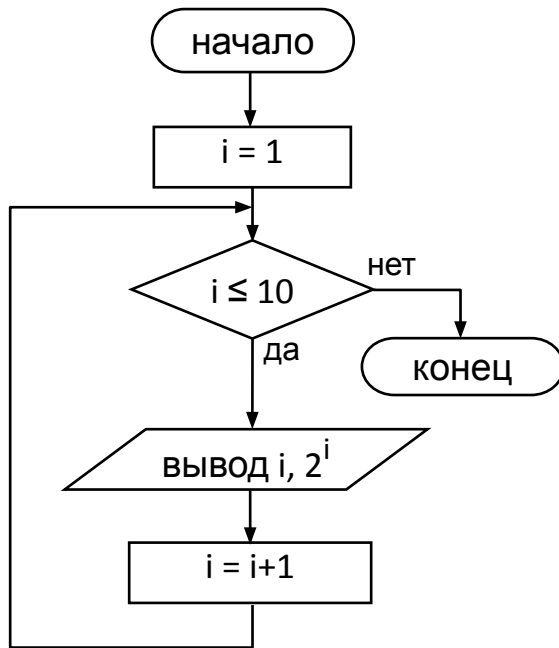 начало
i = 1
i ≤ 10
нет
да
конец
вывод i, 2^i
i = i+1